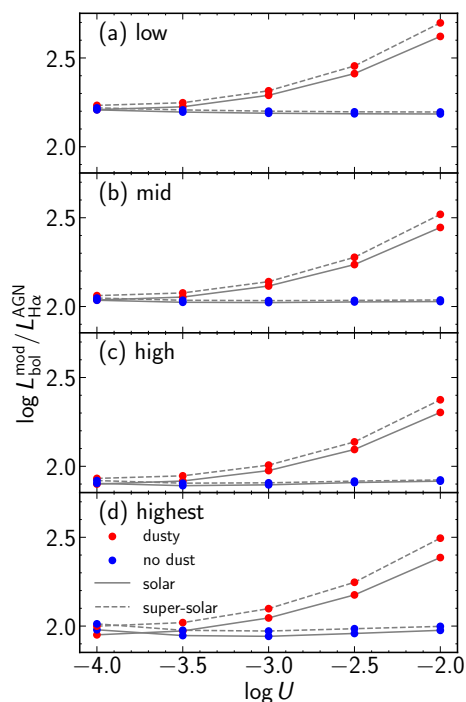 (a) low
2.5
2.0
(b) mid
2.5
2.0
(c) high
2.5
2.0
(d) highest
2.5
2.0
dusty
no dust
solar
super-solar
−4.0 −3.5 −3.0 −2.5 −2.0
log U
log L_bol^mod / L_Hα^AGN